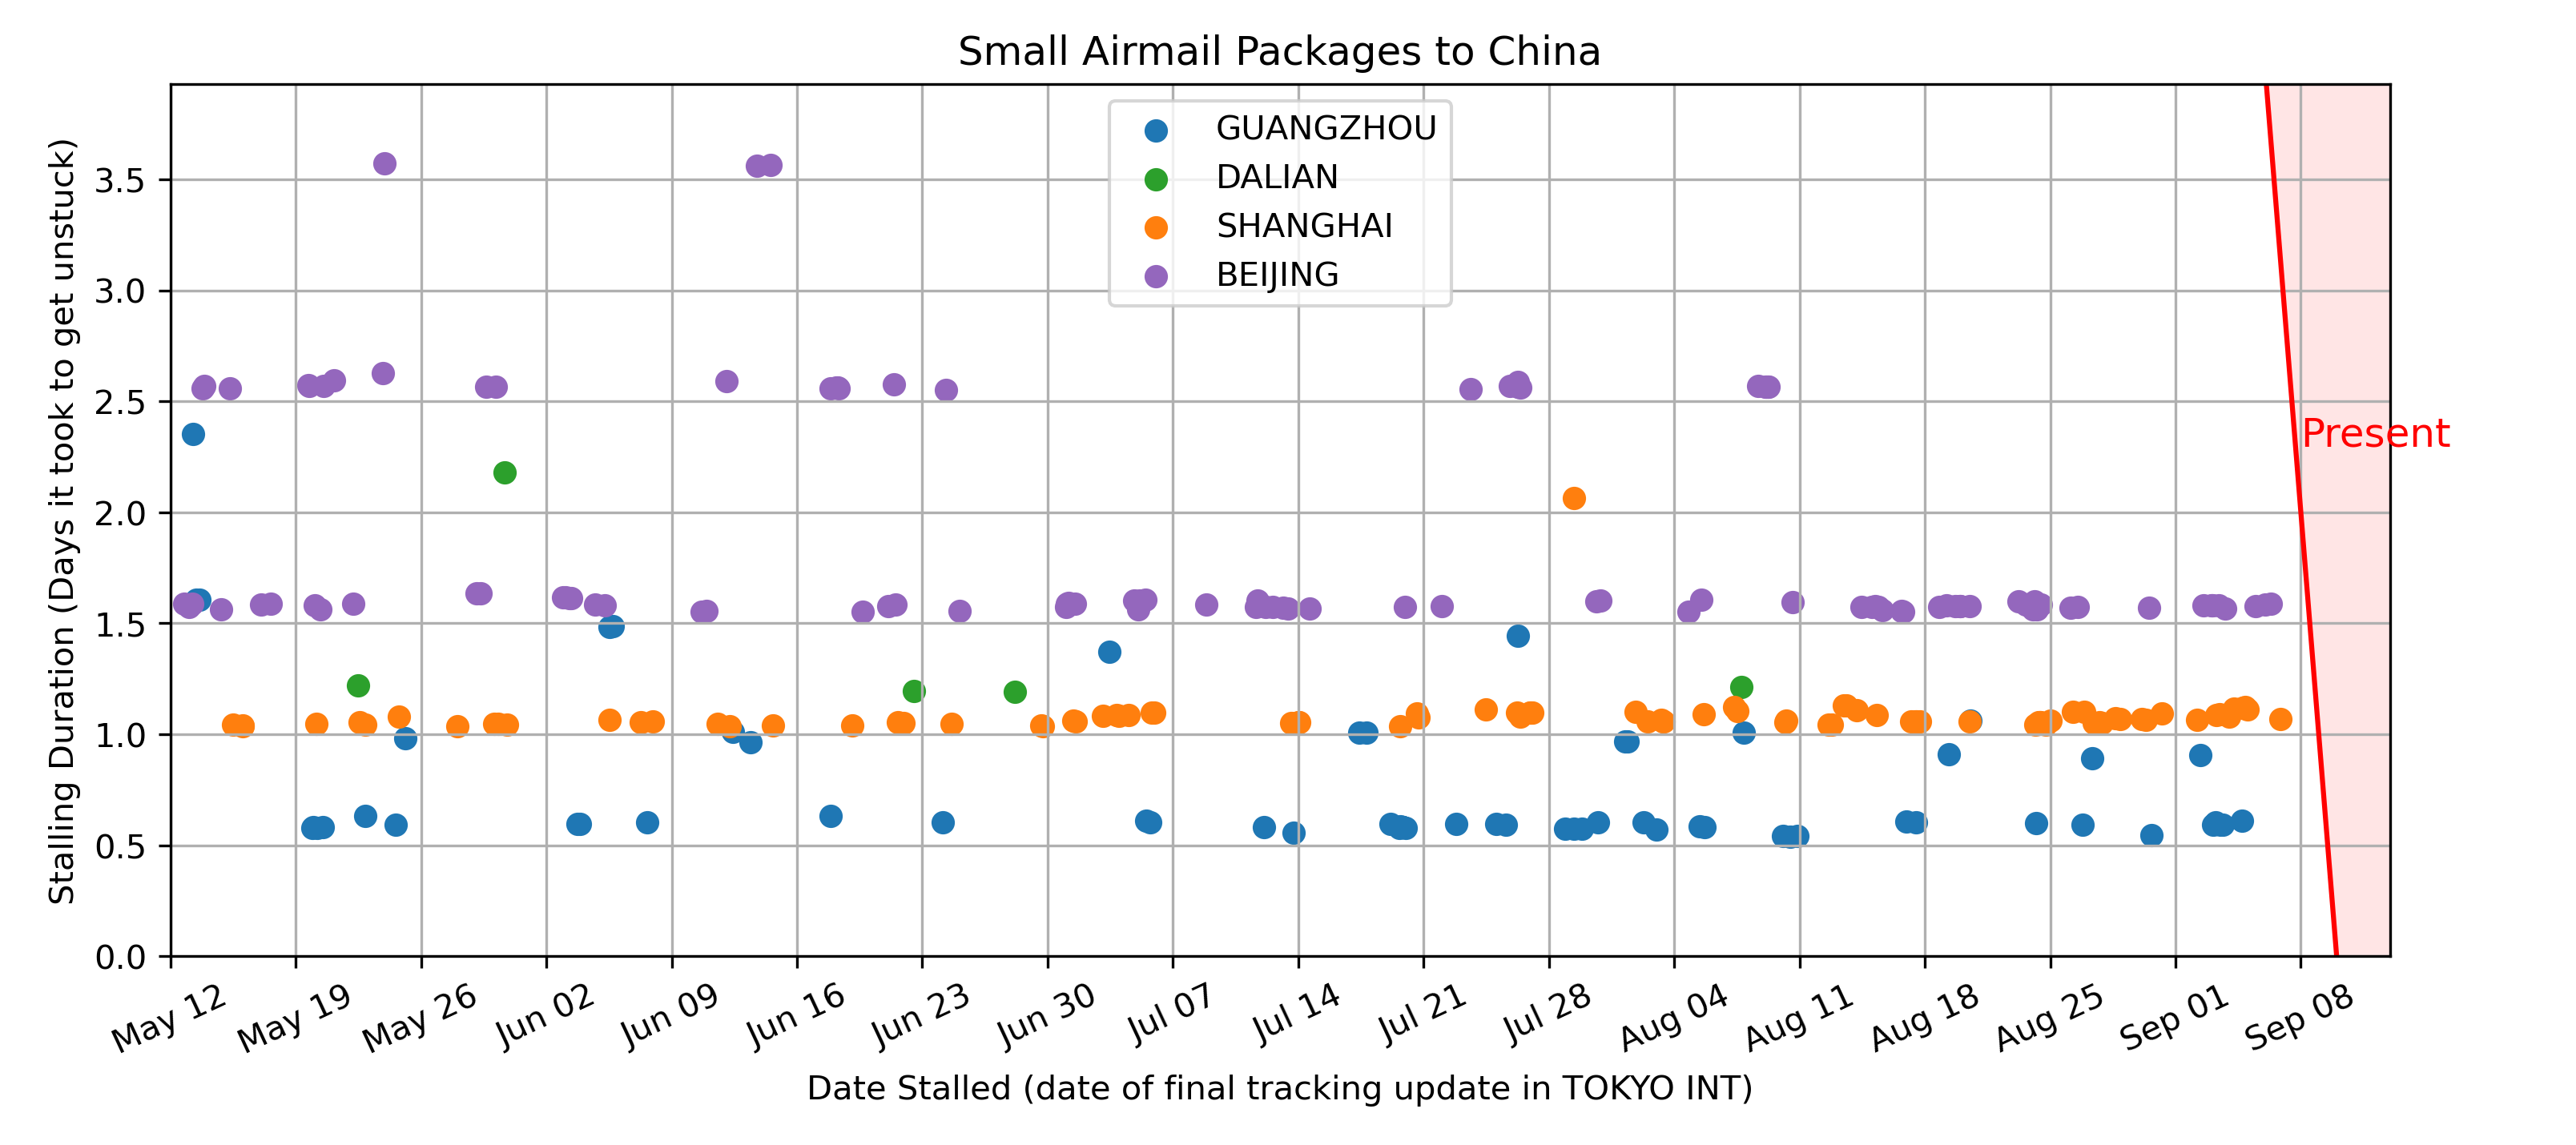 Small Airmail Packages to China
Stalling Duration (Days it took to get unstuck)
3.5
3.0
2.5
2.0
1.5
1.0
0.5
0.0
GUANGZHOU
DALIAN
SHANGHAI
BEIJING
Present
May 12
May 19
May 26
Jun 02
Jun 09
Jun 16
Jun 23
Jun 30
Jul 07
Jul 14
Jul 21
Jul 28
Aug 04
Aug 11
Aug 18
Aug 25
Sep 01
Sep 08
Date Stalled (date of final tracking update in TOKYO INT)